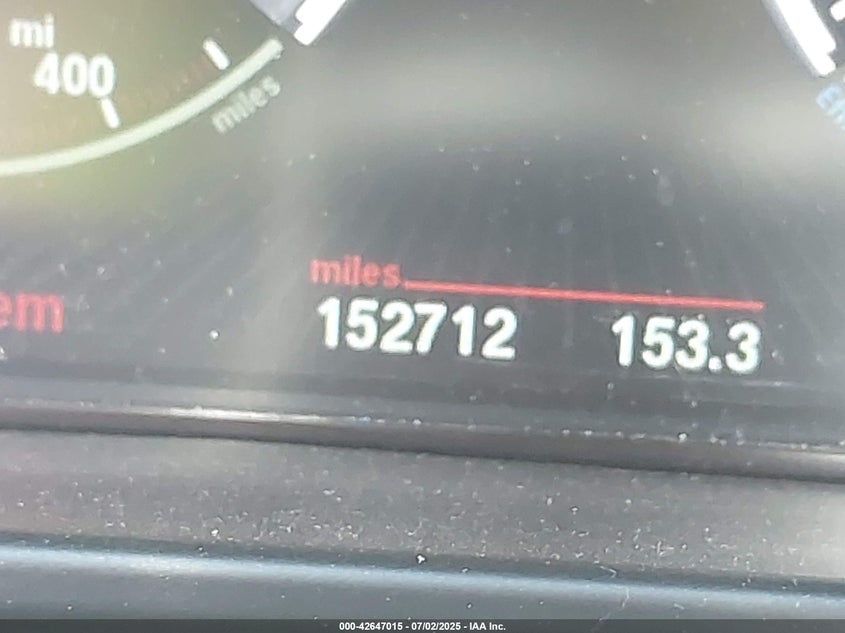 mi
400
miles
miles
em
152712 153.3
000-42647015 - 07/02/2025 - IAA Inc.